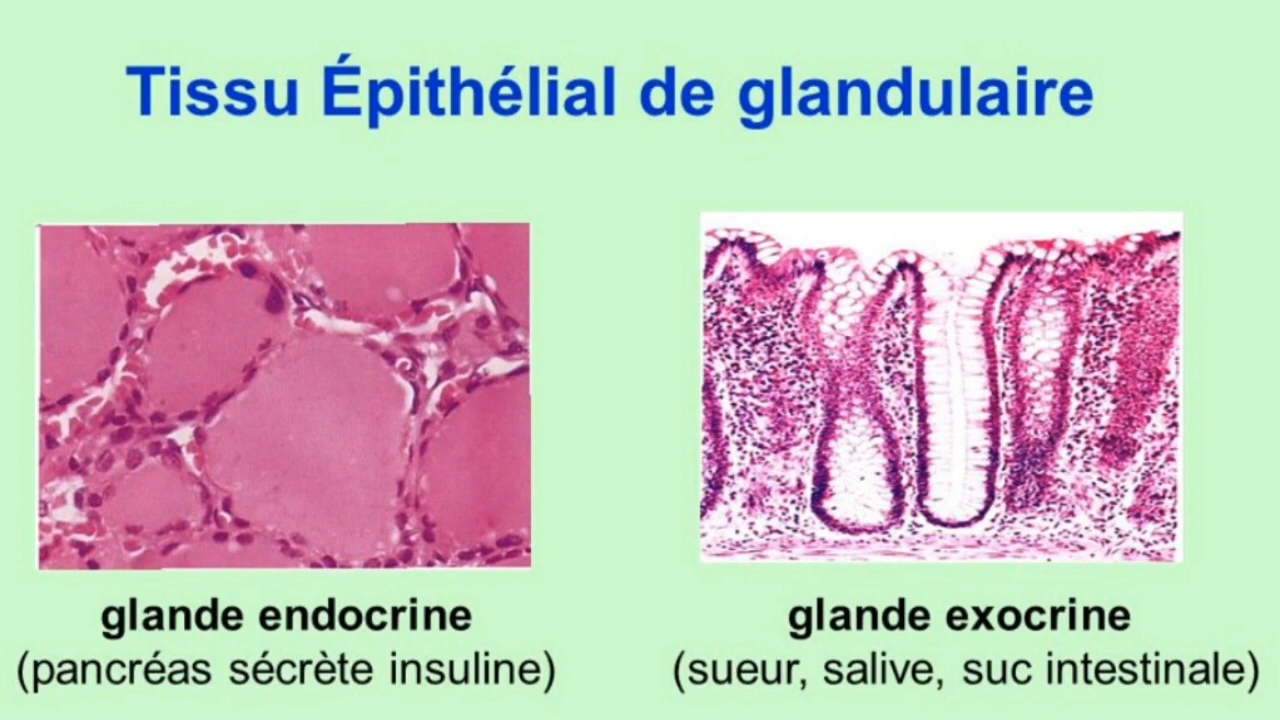 Tissu Épithélial de glandulaire
glande endocrine
(pancréas sécrète insuline)
glande exocrine
(sueur, salive, suc intestinale)